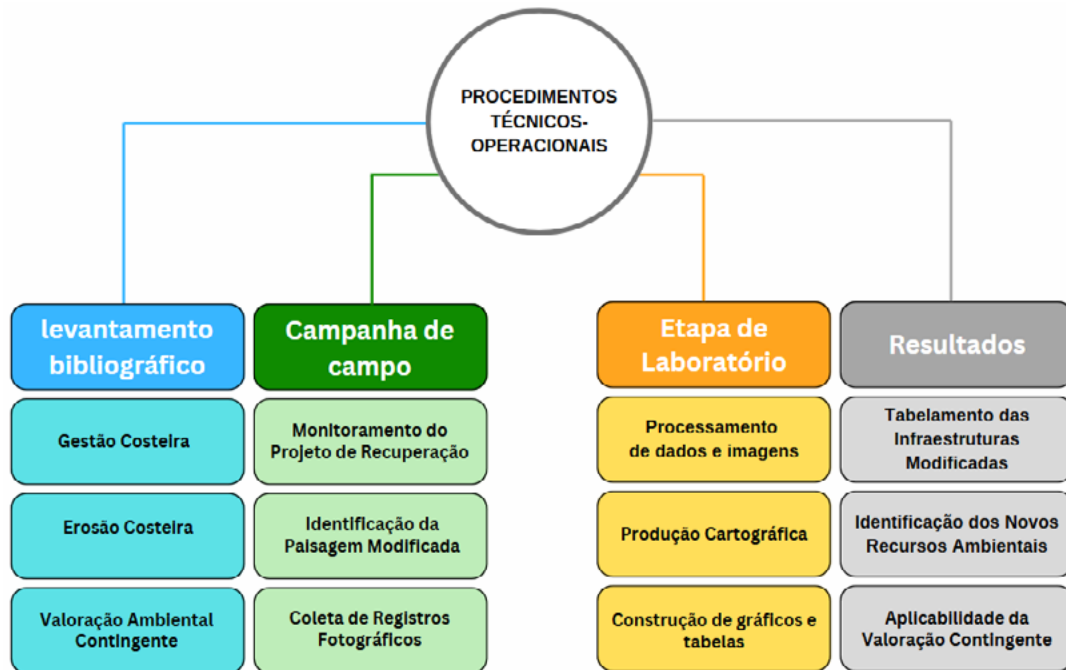 PROCEDIMENTOS
TÉCNICOS-
OPERACIONAIS
levantamento
bibliográfico
Gestão Costeira
Erosão Costeira
Valoração Ambiental
Contingente
Campanha de
campo
Monitoramento do
Projeto de Recuperação
Identificação da
Paisagem Modificada
Coleta de Registros
Fotográficos
Etapa de
Laboratório
Processamento
de dados e imagens
Produção Cartográfica
Construção de gráficos e
tabelas
Resultados
Tabelamento das
Infraestruturas
Modificadas
Identificação dos Novos
Recursos Ambientais
Aplicabilidade da
Valoração Contingente